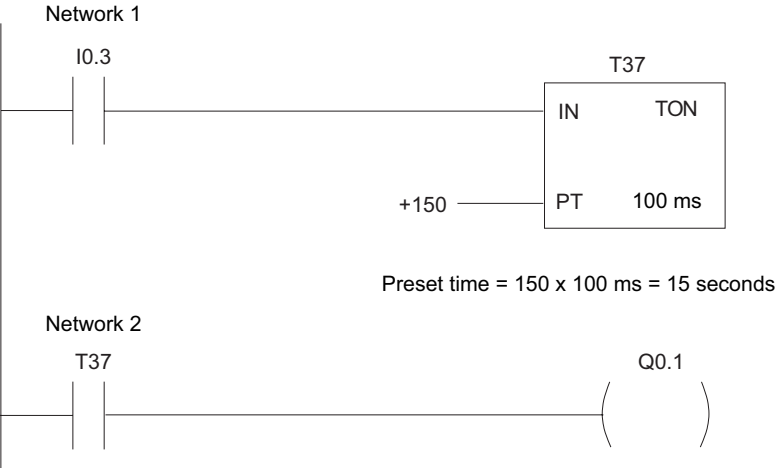 Network 1
I0.3
T37
IN TON
+150 PT 100 ms
Preset time = 150 x 100 ms = 15 seconds
Network 2
T37 Q0.1